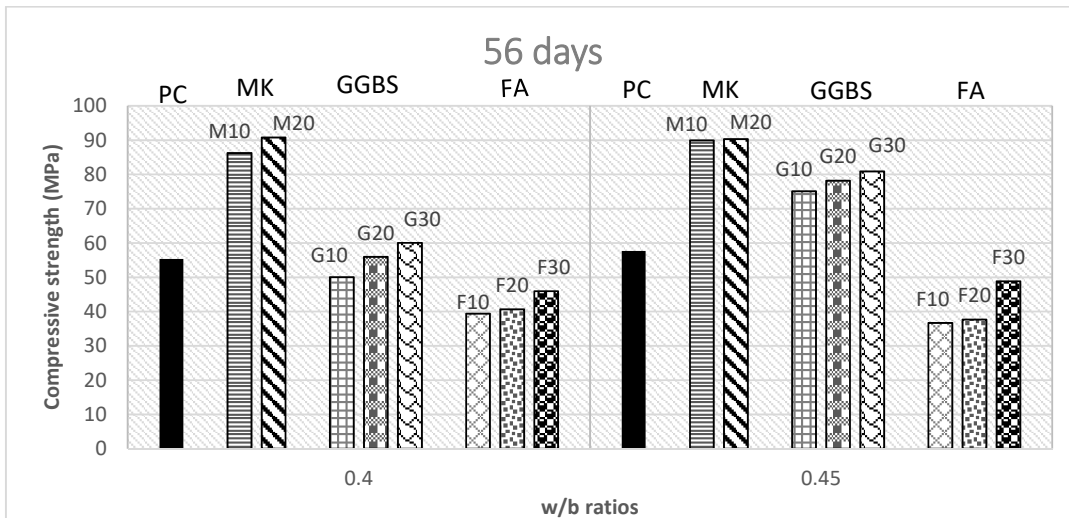 56 days
PC MK GGBS FA PC MK GGBS FA
Compressive strength (MPa)
100
90
80
70
60
50
40
30
20
10
0
M10 M20 G10 G20 G30 F10 F20 F30
M10 M20 G10 G20 G30 F10 F20 F30
0.4 0.45
w/b ratios